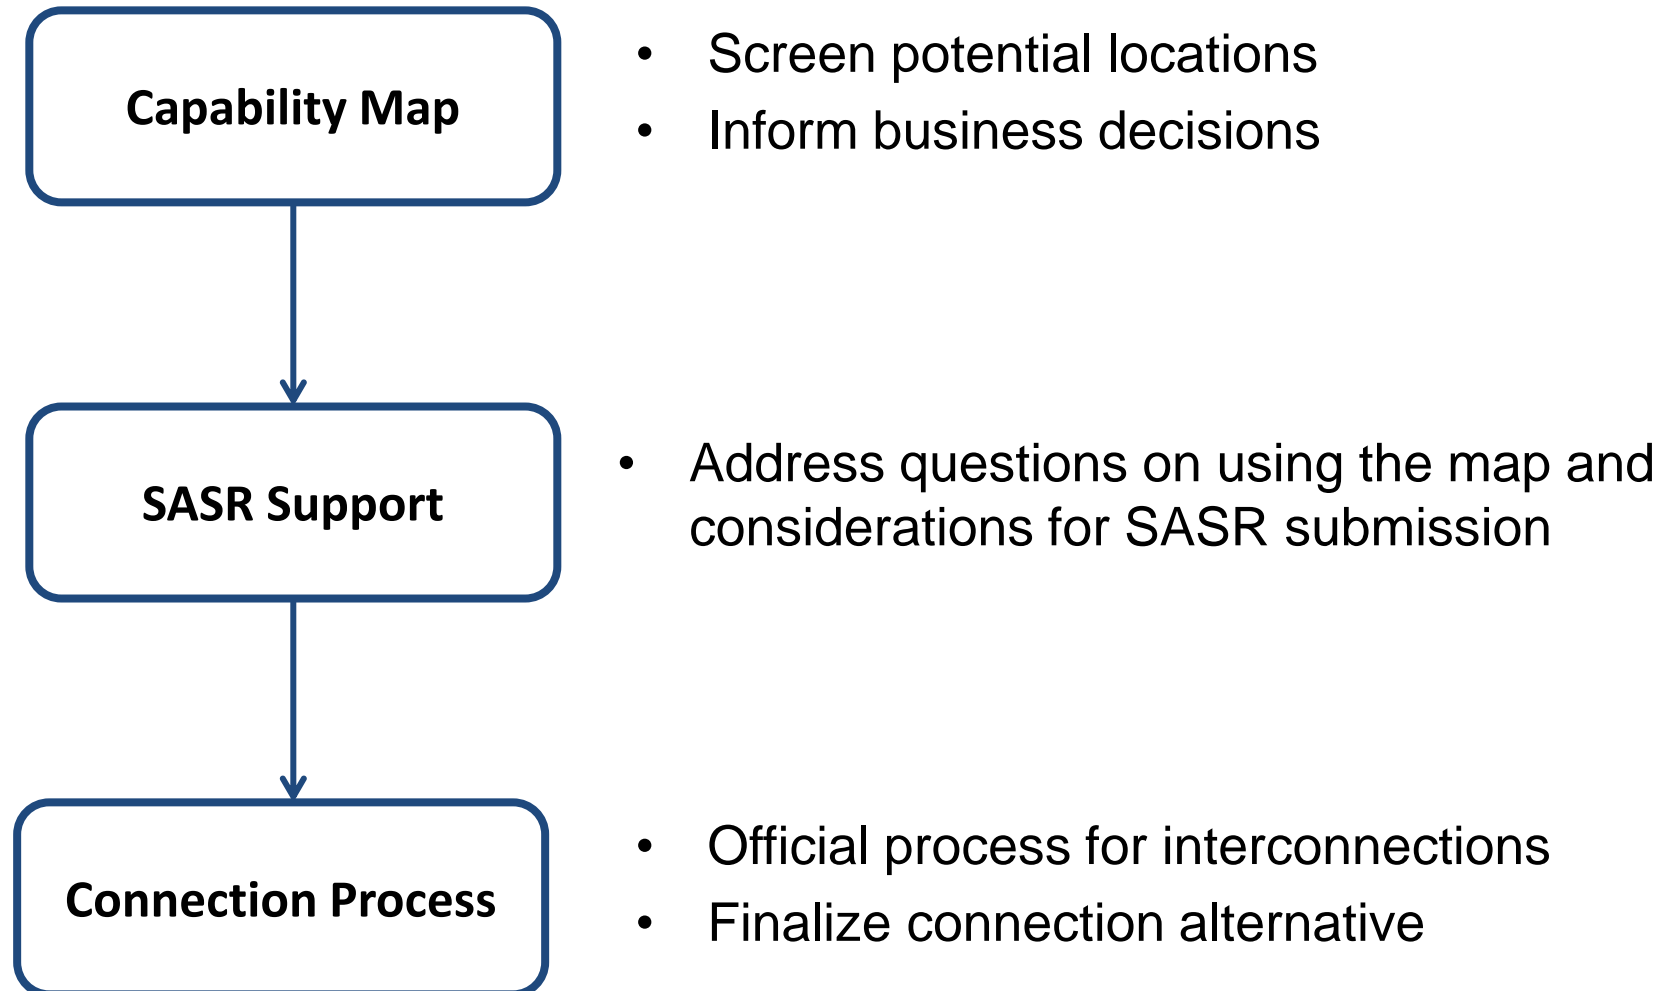 Capability Map
• Screen potential locations
• Inform business decisions
SASR Support
• Address questions on using the map and
considerations for SASR submission
Connection Process
• Official process for interconnections
• Finalize connection alternative